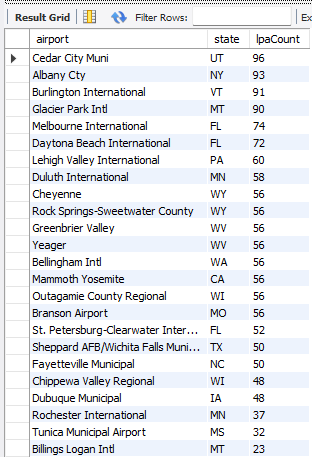 Result Grid Filter Rows: Ex
airport state lpaCount
Cedar City Muni UT 96
Albany Cty NY 93
Burlington International VT 91
Glacier Park Intl MT 90
Melbourne International FL 74
Daytona Beach International FL 72
Lehigh Valley International PA 60
Duluth International MN 58
Cheyenne WY 56
Rock Springs-Sweetwater County WY 56
Greenbrier Valley WV 56
Yeager WV 56
Bellingham Intl WA 56
Mammoth Yosemite CA 56
Outagamie County Regional WI 56
Branson Airport MO 56
St. Petersburg-Clearwater Inter... FL 52
Sheppard AFB/Wichita Falls Muni... TX 50
Fayetteville Municipal NC 50
Chippewa Valley Regional WI 48
Dubuque Municipal IA 48
Rochester International MN 37
Tunica Municipal Airport MS 32
Billings Logan Intl MT 23